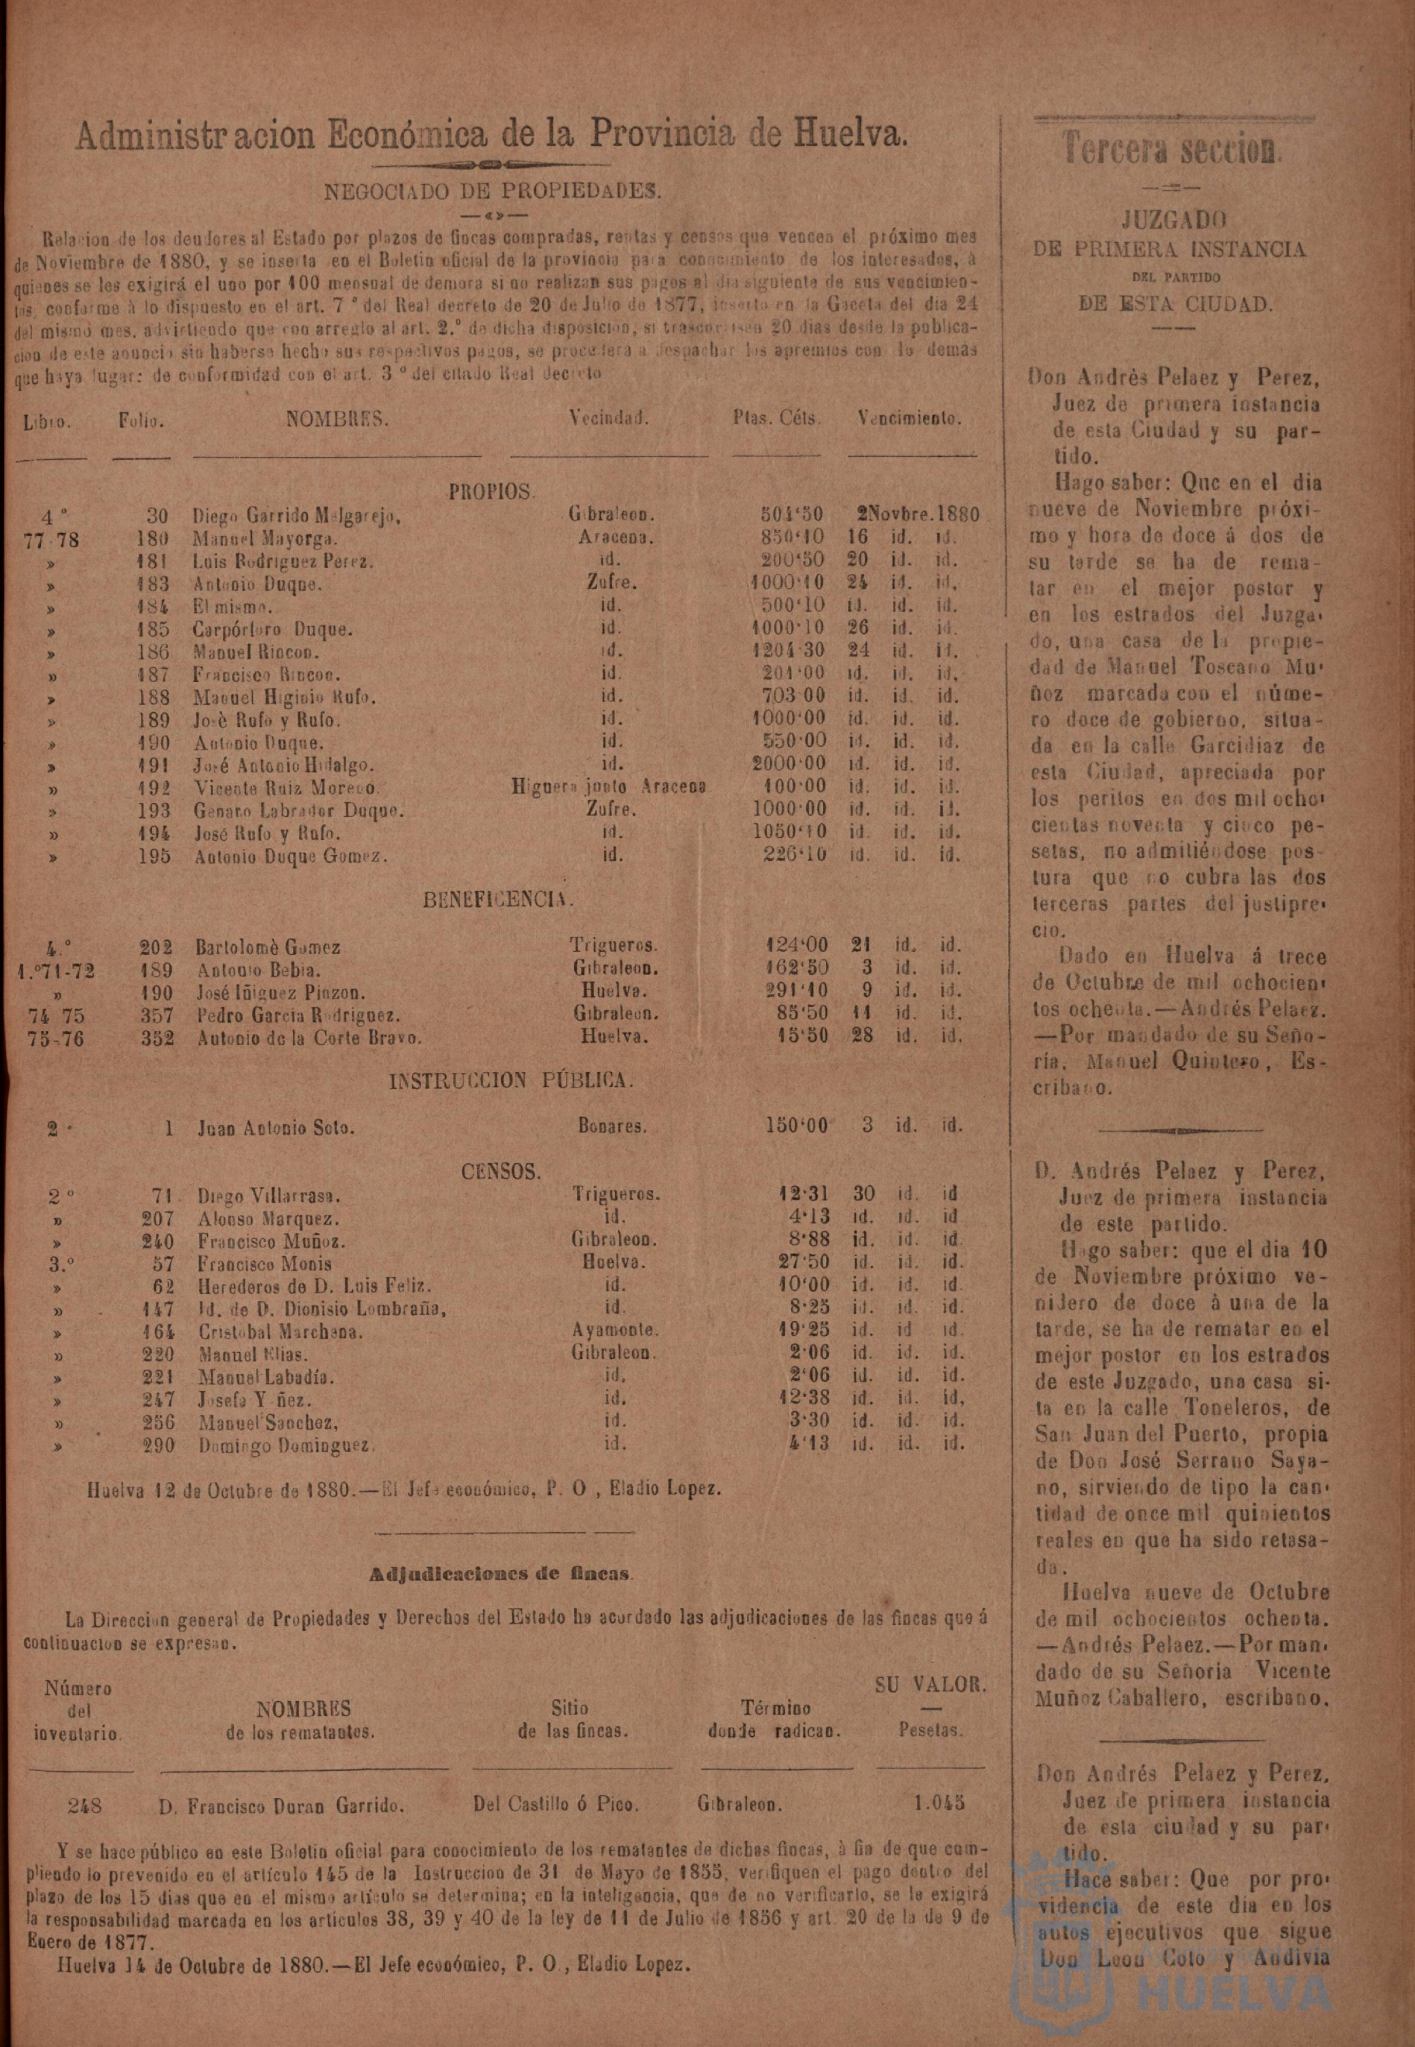 Administracion Económica de la Provincia de Huelva.
NEGOCIADO DE PROPIEDADES.
—«»—
Relacion de los deudores al Estado por plazos de fincas compradas, rentas y censos que vencen el próximo mes
de Noviembre de 1880, y se inserta en el Boletin oficial de la provincia para conocimiento de los interesados, á
quienes se les exigirá el uno por 100 mensual de demora si no realizan sus pagos al dia siguiente de sus vencimien-
tos, conforme à lo dispuesto en el art. 7 º del Real decreto de 20 de Julio de 1877, inserto en la Gaceta del dia 24
del mismo mes, advirtiendo que con arreglo al art. 2.º de dicha disposicion, si trascurriesen 20 dias desde la publica-
cion de este anuncio sin haberse hecho sus respectivos pagos, se procederá a despachar los apremios con lo demás
que haya lugar: de conformidad con el art. 3 º del citado Real decreto
Libro. Folio. NOMBRES. Vecindad. Ptas. Céts. Vencimiento.
PROPIOS.
4 º 30 Diego Garrido Melgarejo, Gibraleon. 504‘50 2 Novbre. 1880
77-78 180 Manuel Mayorga. Aracena. 850‘10 16 id. id.
» 181 Luis Rodriguez Perez. id. 200‘50 20 id. id.
» 183 Antonio Duque. Zufre. 1000‘10 24 id. id.
» 184 El mismo. id. 500‘10 id. id. id.
» 185 Carpóforo Duque. id. 1000‘10 26 id. id.
» 186 Manuel Rincon. id. 1204‘30 24 id. id.
» 187 Francisco Rincon. id. 201‘00 id. id. id.
» 188 Manuel Higinio Rufo. id. 703‘00 id. id. id.
» 189 Josè Rufo y Rufo. id. 1000‘00 id. id. id.
» 190 Antonio Duque. id. 550‘00 id. id. id.
» 191 José Antonio Hidalgo. id. 2000‘00 id. id. id.
» 192 Vicente Ruiz Moreno. Higuera junto Aracena 100‘00 id. id. id.
» 193 Genaro Labrador Duque. Zufre. 1000‘00 id. id. id.
» 194 José Rufo y Rufo. id. 1050‘10 id. id. id.
» 195 Antonio Duque Gomez. id. 226‘10 id. id. id.
BENEFICENCIA.
4.º 202 Bartolomè Gomez Trigueros. 124‘00 21 id. id.
1.º 71-72 189 Antonio Bebia. Gibraleon. 162‘50 3 id. id.
» 190 José Iñiguez Pinzon. Huelva. 291‘10 9 id. id.
74 75 357 Pedro Garcia Rodriguez. Gibraleon. 85‘50 11 id. id.
75-76 352 Antonio de la Corte Bravo. Huelva. 15‘50 28 id. id.
INSTRUCCION PÚBLICA.
2 º 1 Juan Antonio Soto. Bonares. 150‘00 3 id. id.
CENSOS.
2 º 71 Diego Villarrasa. Trigueros. 12‘31 30 id. id
» 207 Alonso Marquez. id. 4‘13 id. id. id
» 240 Francisco Muñoz. Gibraleon. 8‘88 id. id. id.
3.º 57 Francisco Monis Huelva. 27‘50 id. id. id.
» 62 Herederos de D. Luis Feliz. id. 10‘00 id. id. id.
» 147 Id. de D. Dionisio Lombraña, id. 8‘25 id. id. id.
» 164 Cristobal Marchena. Ayamonte. 19‘25 id. id id.
» 220 Manuel Elias. Gibraleon. 2‘06 id. id. id.
» 221 Manuel Labadía. id. 2‘06 id. id. id.
» 247 Josefa Yañez. id. 12‘38 id. id. id,
» 256 Manuel Sanchez, id. 3‘30 id. id. id.
» 290 Domingo Dominguez. id. 4‘13 id. id. id.
Huelva 12 de Octubre de 1880.—El Jefe económico, P. O , Eladio Lopez.
Adjudicaciones de fincas.
La Direccion general de Propiedades y Derechos del Estado ha acordado las adjudicaciones de las fincas que á
continuacion se expresan.
Número del inventario. NOMBRES de los rematantes. Sitio de las fincas. Término donde radican. SU VALOR. — Pesetas.
248 D. Francisco Duran Garrido. Del Castillo ó Pico. Gibraleon. 1.045
Y se hace público en este Boletin oficial para conocimiento de los rematantes de dichas fincas, à fin de que cum-
pliendo lo prevenido en el artículo 145 de la Instruccion de 31 de Mayo de 1855, verifiquen el pago dentro del
plazo de los 15 dias que en el mismo artículo se determina; en la inteligencia, que de no verificarlo, se le exigirá
la responsabilidad marcada en los articulos 38, 39 y 40 de la ley de 11 de Julio de 1856 y art. 20 de la de 9 de
Enero de 1877.
Huelva 14 de Octubre de 1880.—El Jefe económico, P. O., Eladio Lopez.
Tercera seccion.
JUZGADO
DE PRIMERA INSTANCIA
DEL PARTIDO
DE ESTA CIUDAD.
Don Andrés Pelaez y Perez,
Juez de primera instancia
de esta Ciudad y su par-
tido.
Hago saber: Que en el dia
nueve de Noviembre próxi-
mo y hora de doce á dos de
su tarde se ha de rema-
tar en el mejor postor y
en los estrados del Juzga-
do, una casa de la propie-
dad de Manuel Toscano Mu-
ñoz marcada con el núme-
ro doce de gobierno, situa-
da en la calle Garcidiaz de
esta Ciudad, apreciada por
los peritos en dos mil ocho-
cientas noventa y cinco pe-
setas, no admitiéndose pos-
tura que no cubra las dos
terceras partes del justipre-
cio.
Dado en Huelva á trece
de Octubre de mil ochocien-
tos ochenta.—Andrés Pelaez.
—Por mandado de su Seño-
ría, Manuel Quintero, Es-
cribano.
D. Andrés Pelaez y Perez,
Juez de primera instancia
de este partido.
Hago saber: que el dia 10
de Noviembre próximo ve-
nidero de doce à una de la
tarde, se ha de rematar en el
mejor postor en los estrados
de este Juzgado, una casa si-
ta en la calle Toneleros, de
San Juan del Puerto, propia
de Don José Serrano Saya-
no, sirviendo de tipo la can-
tidad de once mil quinientos
reales en que ha sido retasa-
da.
Huelva nueve de Octubre
de mil ochocientos ochenta.
—Andrés Pelaez.—Por man-
dado de su Señoria Vicente
Muñoz Caballero, escribano.
Don Andrés Pelaez y Perez,
Juez de primera instancia
de esta ciudad y su par-
tido.
Hace saber: Que por pro-
videncia de este dia en los
autos ejecutivos que sigue
Don Leon Coto y Andivia
HUELVA